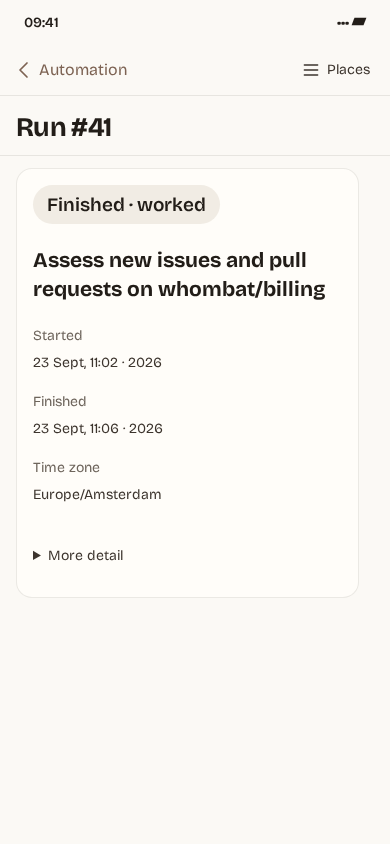 09:41
Automation
Places
Run #41
Finished · worked
Assess new issues and pull
requests on whombat/billing
Started
23 Sept, 11:02 · 2026
Finished
23 Sept, 11:06 · 2026
Time zone
Europe/Amsterdam
More detail